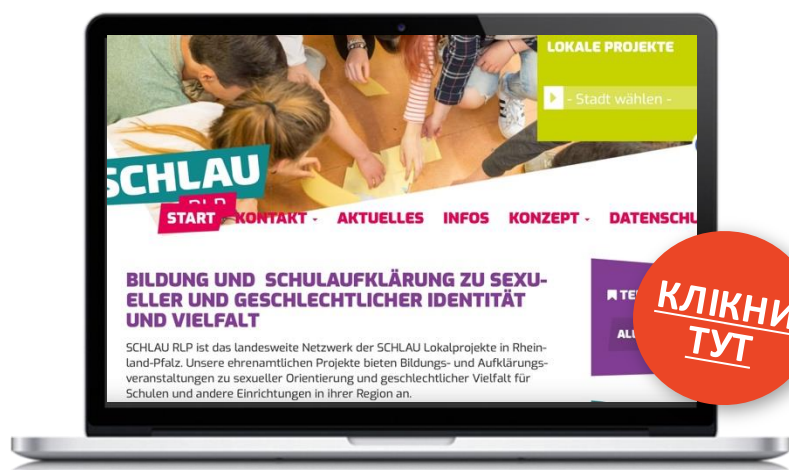 LOKALE PROJEKTE
- Stadt wählen -
SCHLAU
RLP
START KONTAKT AKTUELLES INFOS KONZEPT
BILDUNG UND SCHULAUFKLÄRUNG ZU SEXU-
ELLER UND GESCHLECHTLICHER IDENTITÄT
UND VIELFALT
SCHLAU RLP ist das landesweite Netzwerk der SCHLAU Lokalprojekte in Rhein-
land-Pfalz. Unsere ehrenamtlichen Projekte bieten Bildungs- und Aufklärungs-
veranstaltungen zu sexueller Orientierung und geschlechtlicher Vielfalt für
Schulen und andere Einrichtungen in ihrer Region an.
КЛІКНИ
ТУТ